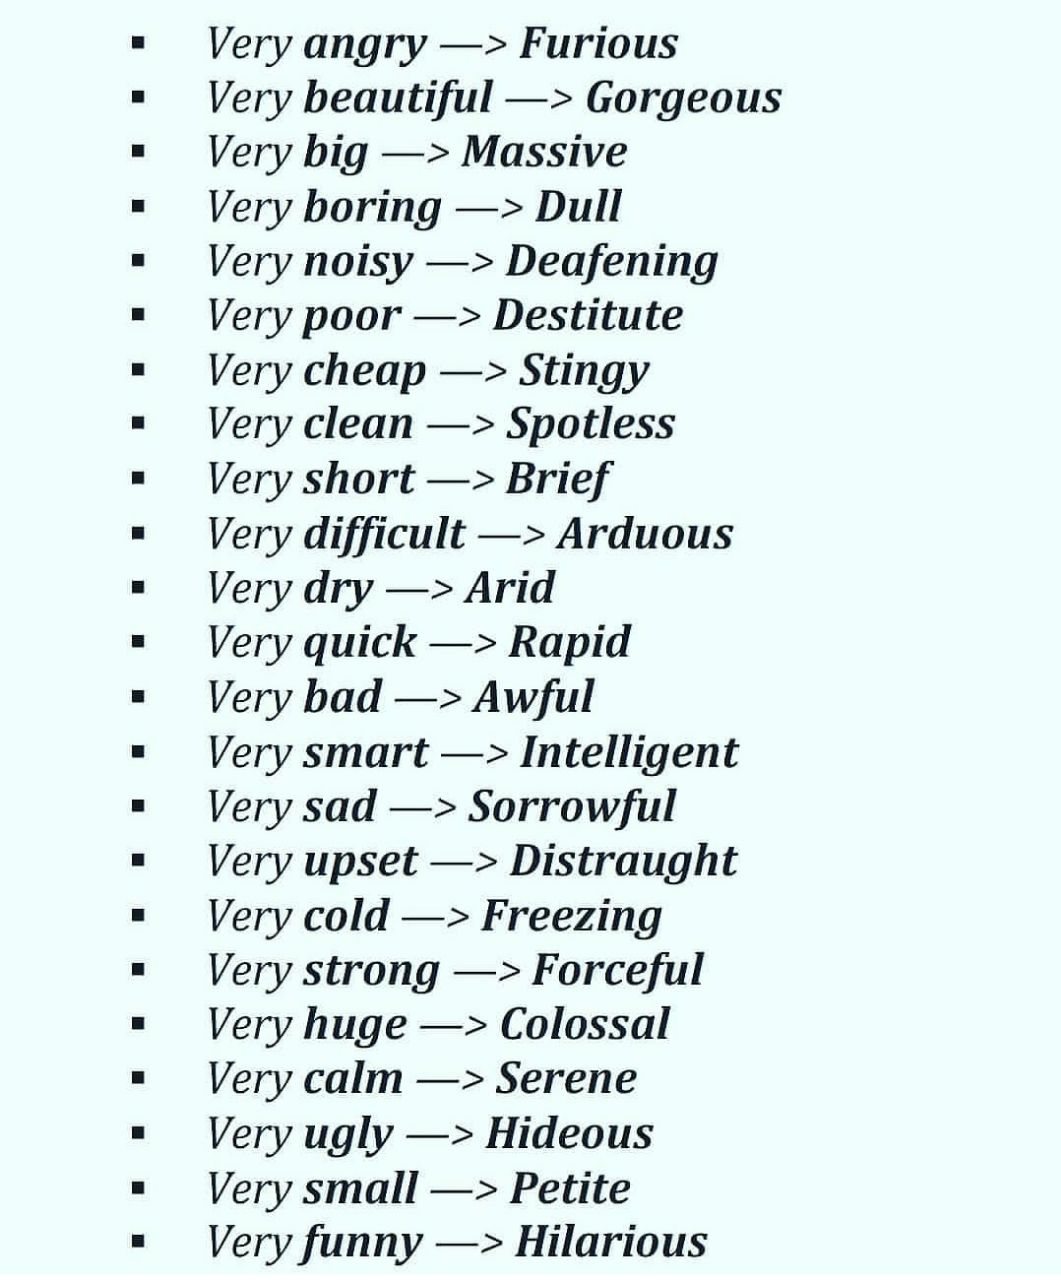 ▪ Very angry —> Furious
▪ Very beautiful —> Gorgeous
▪ Very big —> Massive
▪ Very boring —> Dull
▪ Very noisy —> Deafening
▪ Very poor —> Destitute
▪ Very cheap —> Stingy
▪ Very clean —> Spotless
▪ Very short —> Brief
▪ Very difficult —> Arduous
▪ Very dry —> Arid
▪ Very quick —> Rapid
▪ Very bad —> Awful
▪ Very smart —> Intelligent
▪ Very sad —> Sorrowful
▪ Very upset —> Distraught
▪ Very cold —> Freezing
▪ Very strong —> Forceful
▪ Very huge —> Colossal
▪ Very calm —> Serene
▪ Very ugly —> Hideous
▪ Very small —> Petite
▪ Very funny —> Hilarious